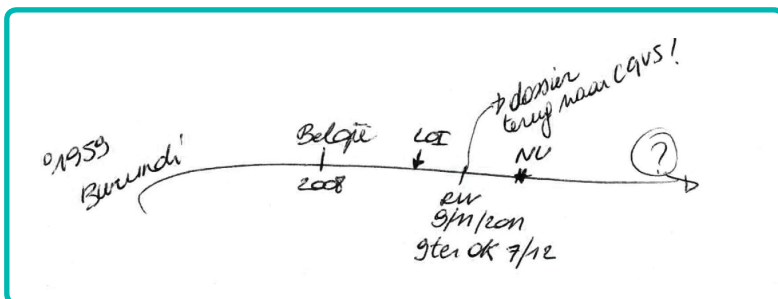 °1959
Burundi
België
2008
LOI
→ dossier
terug naar CGVS!
NU
?
RVV
9/11/2011
9ter OK 7/12